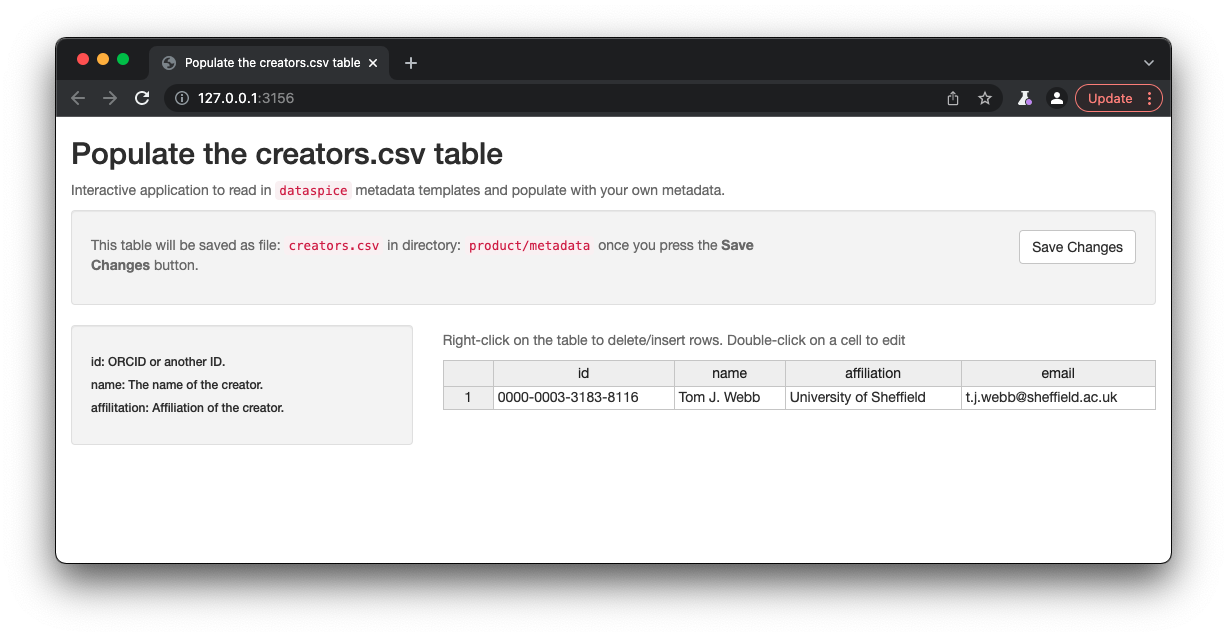 Populate the creators.csv table
127.0.0.1:3156
Update
Populate the creators.csv table
Interactive application to read in dataspice metadata templates and populate with your own metadata.
This table will be saved as file: creators.csv in directory: product/metadata once you press the Save
Changes button.
Save Changes
id: ORCID or another ID.
name: The name of the creator.
affilitation: Affiliation of the creator.
Right-click on the table to delete/insert rows. Double-click on a cell to edit
id name affiliation email
1 0000-0003-3183-8116 Tom J. Webb University of Sheffield t.j.webb@sheffield.ac.uk